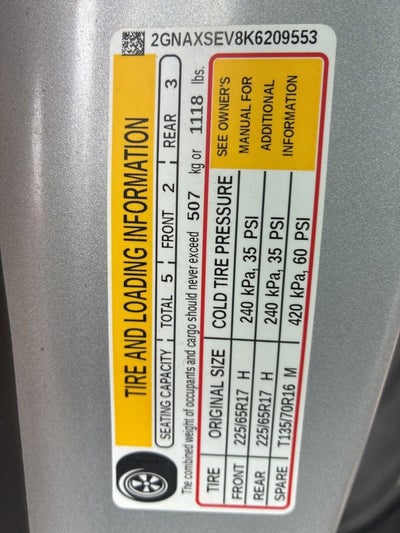 2GNAXSEV8K6209553
TIRE AND LOADING INFORMATION
SEATING CAPACITY TOTAL 5 FRONT 2 REAR 3
The combined weight of occupants and cargo should never exceed 507 kg or 1118 lbs.
TIRE ORIGINAL SIZE COLD TIRE PRESSURE
FRONT 225/65R17 H 240 kPa, 35 PSI
REAR 225/65R17 H 240 kPa, 35 PSI
SPARE T135/70R16 M 420 kPa, 60 PSI
SEE OWNER'S
MANUAL FOR
ADDITIONAL
INFORMATION